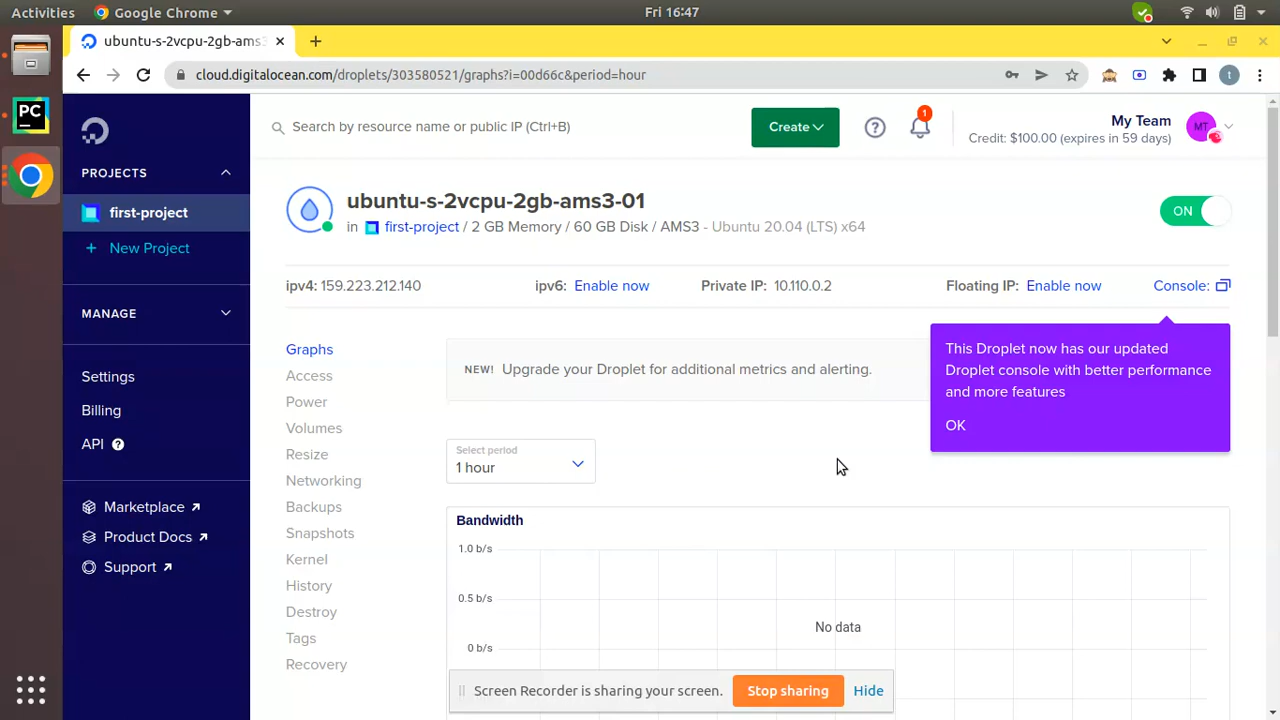 Activities
Google Chrome
Fri 16:47
ubuntu-s-2vcpu-2gb-ams3
cloud.digitalocean.com/droplets/303580521/graphs?i=00d66c&period=hour
t
PC
PROJECTS
first-project
+ New Project
MANAGE
Settings
Billing
API ?
Marketplace
Product Docs
Support
Search by resource name or public IP (Ctrl+B)
Create
?
1
My Team
Credit: $100.00 (expires in 59 days)
MT
ubuntu-s-2vcpu-2gb-ams3-01
in first-project / 2 GB Memory / 60 GB Disk / AMS3 - Ubuntu 20.04 (LTS) x64
ON
ipv4: 159.223.212.140
ipv6: Enable now
Private IP: 10.110.0.2
Floating IP: Enable now
Console:
Graphs
Access
Power
Volumes
Resize
Networking
Backups
Snapshots
Kernel
History
Destroy
Tags
Recovery
NEW! Upgrade your Droplet for additional metrics and alerting.
This Droplet now has our updated
Droplet console with better performance
and more features
OK
Select period
1 hour
Bandwidth
1.0 b/s
0.5 b/s
No data
0 b/s
Screen Recorder is sharing your screen.
Stop sharing
Hide